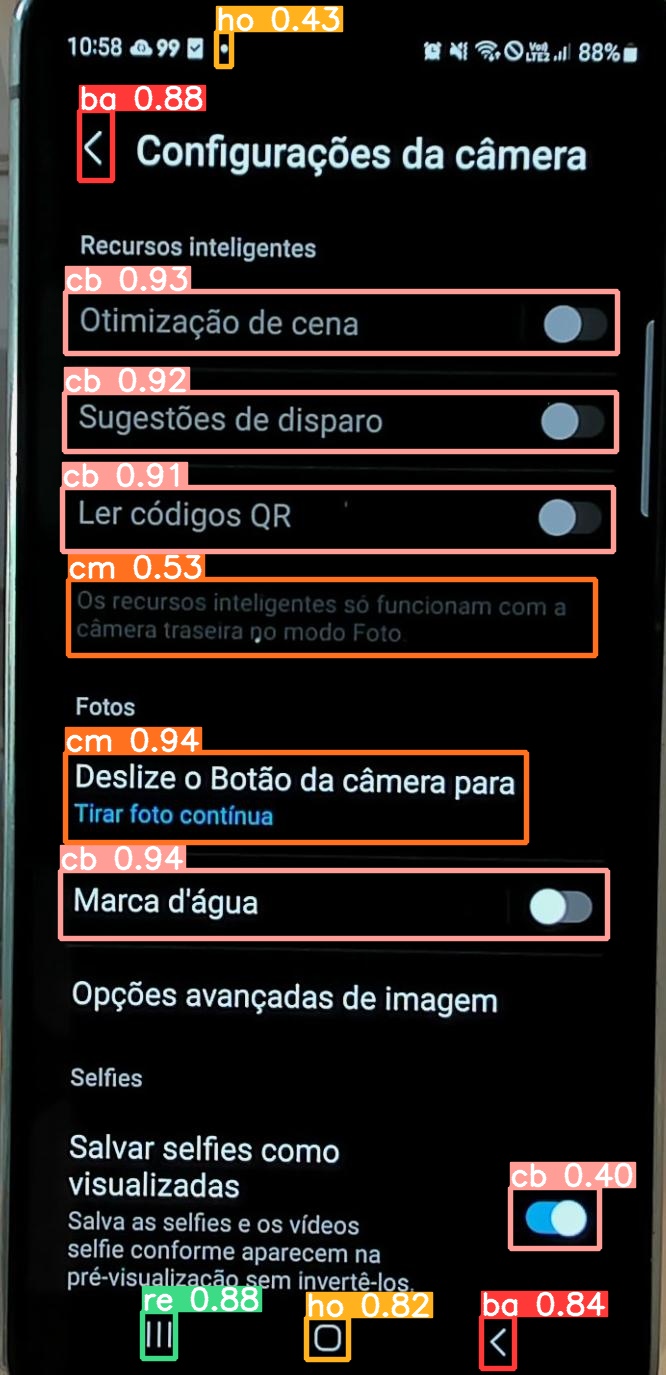 ho 0.43
10:58 99 Vo) LTE2 88%
ba 0.88
Configurações da câmera
Recursos inteligentes
cb 0.93
Otimização de cena
cb 0.92
Sugestões de disparo
cb 0.91
Ler códigos QR
cm 0.53
Os recursos inteligentes só funcionam com a
câmera traseira no modo Foto.
Fotos
cm 0.94
Deslize o Botão da câmera para
Tirar foto contínua
cb 0.94
Marca d'água
Opções avançadas de imagem
Selfies
Salvar selfies como
visualizadas
cb 0.40
Salva as selfies e os vídeos
selfie conforme aparecem na
pré-visualização sem invertê-los.
re 0.88
ho 0.82
ba 0.84